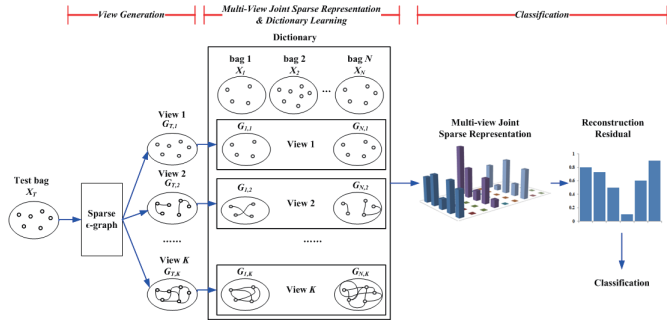 View Generation
Multi-View Joint Sparse Representation
& Dictionary Learning
Classification
Dictionary
bag 1
X1
bag 2
X2
...
bag N
XN
View 1
GT,1
G1,1
View 1
GN,1
View 2
GT,2
G1,2
View 2
GN,2
......
......
View K
GT,K
G1,K
View K
GN,K
Test bag
XT
Sparse
ϵ-graph
Multi-view Joint
Sparse Representation
Reconstruction
Residual
1
0.8
0.6
0.4
0.2
0
Classification